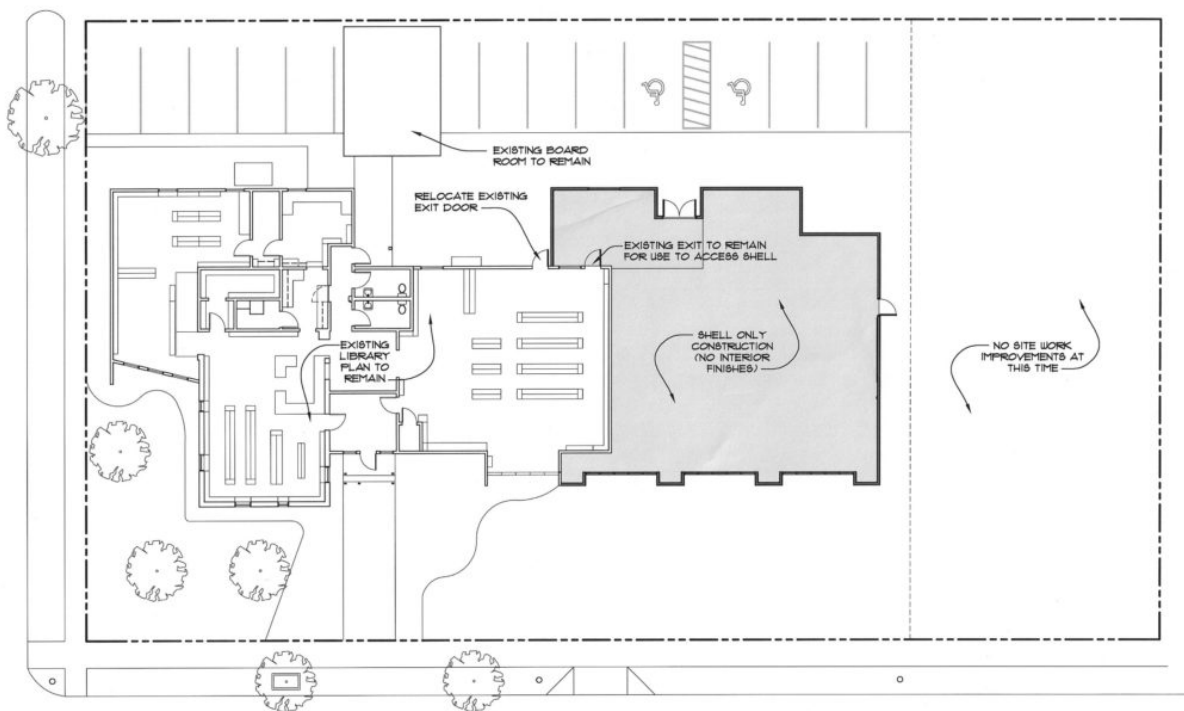 EXISTING BOARD
ROOM TO REMAIN
RELOCATE EXISTING
EXIT DOOR
EXISTING EXIT TO REMAIN
FOR USE TO ACCESS SHELL
EXISTING
LIBRARY
PLAN TO
REMAIN
SHELL ONLY
CONSTRUCTION
(NO INTERIOR
FINISHES)
NO SITE WORK
IMPROVEMENTS AT
THIS TIME